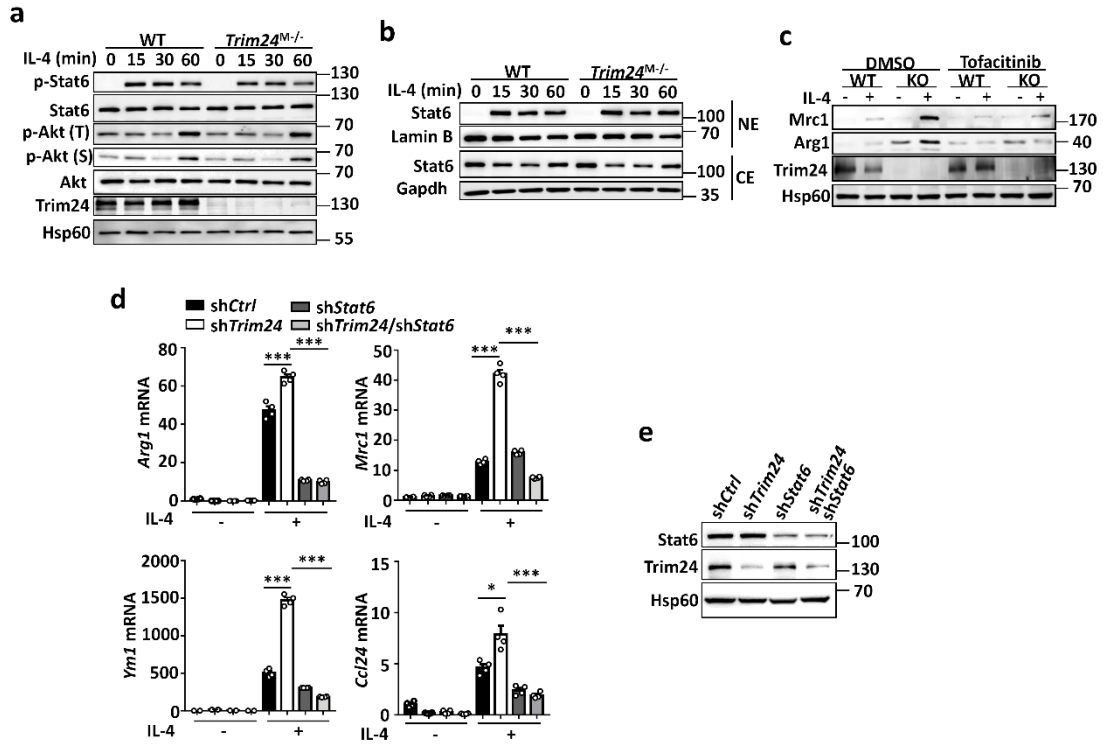 a
WT Trim24M-/-
IL-4 (min) 0 15 30 60 0 15 30 60
p-Stat6 130
130
Stat6
p-Akt (T) 70
p-Akt (S) 70
70
Akt
Trim24 130
Hsp60 55
b
WT Trim24M-/-
IL-4 (min) 0 15 30 60 0 15 30 60
Stat6 100
Lamin B 70
NE
Stat6 100
Gapdh 35
CE
c
DMSO Tofacitinib
WT KO WT KO
IL-4 - + - + - + - +
Mrc1 170
Arg1 40
Trim24 130
70
Hsp60
d
shCtrl shStat6
shTrim24 shTrim24/shStat6
Arg1 mRNA
80
60
40
20
0
*** ***
IL-4 - +
Mrc1 mRNA
50
40
30
20
10
0
*** ***
IL-4 - +
Ym1 mRNA
2000
1500
1000
500
0
*** ***
IL-4 - +
Ccl24 mRNA
15
10
5
0
* ***
IL-4 - +
e
shCtrl shTrim24 shStat6 shTrim24
shStat6
Stat6 100
Trim24 130
70
Hsp60